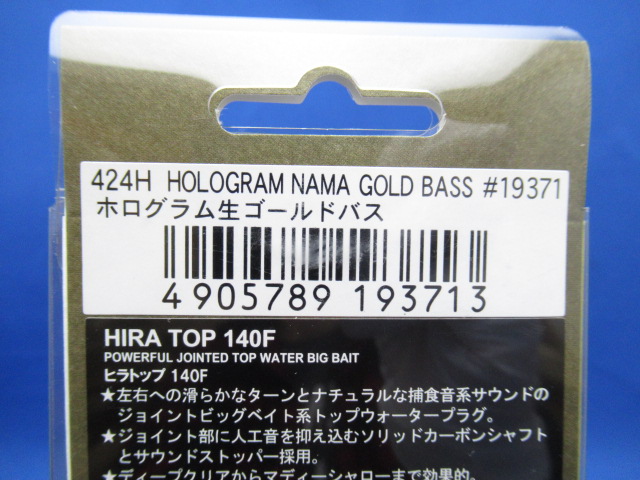 424H HOLOGRAM NAMA GOLD BASS #19371
ホログラム生ゴールドバス
4 905789 193713
HIRA TOP 140F
POWERFUL JOINTED TOP WATER BIG BAIT
ヒラトップ 140F
★左右への滑らかなターンとナチュラルな捕食音系サウンドの
ジョイントビッグベイト系トップウォータープラグ。
★ジョイント部に人工音を抑え込むソリッドカーボンシャフト
とサウンドストッパー採用。
★ディープクリアからマディーシャローまで効果的。